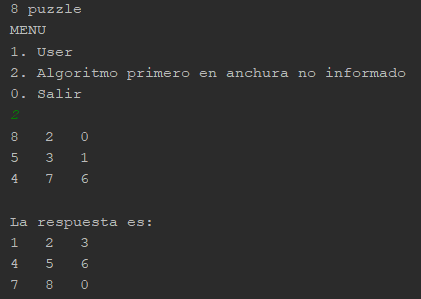 8 puzzle
MENU
1. User
2. Algoritmo primero en anchura no informado
0. Salir
2
8 2 0
5 3 1
4 7 6
La respuesta es:
1 2 3
4 5 6
7 8 0